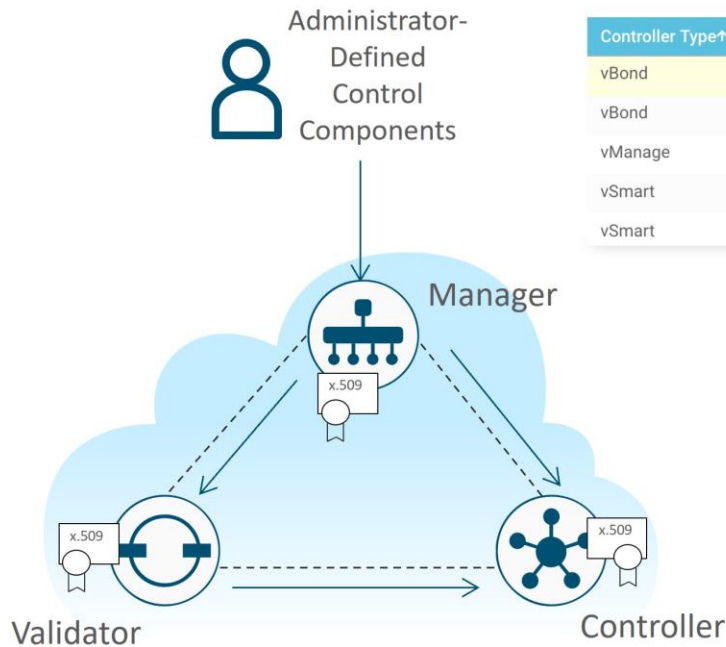 Administrator-
Defined
Control
Components
Controller Type↑
vBond
vBond
vManage
vSmart
vSmart
Manager
x.509
x.509
x.509
Validator
Controller